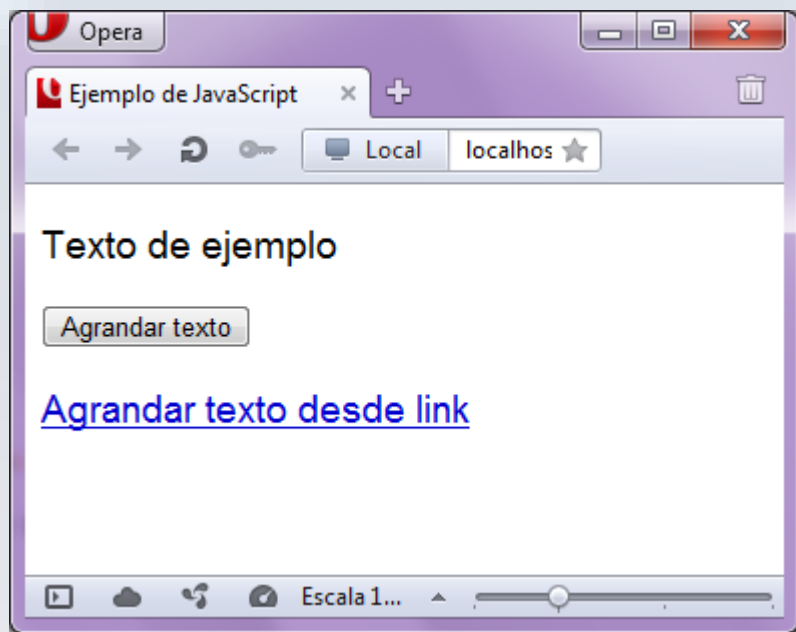 Opera
Ejemplo de JavaScript
Local localhos
Texto de ejemplo
Agrandar texto
Agrandar texto desde link
Escala 1...